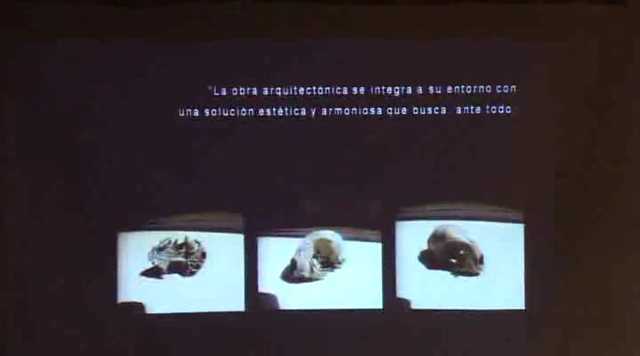 "La obra arquitectónica se integra a su entorno con
una solución estética y armoniosa que busca, ante todo,